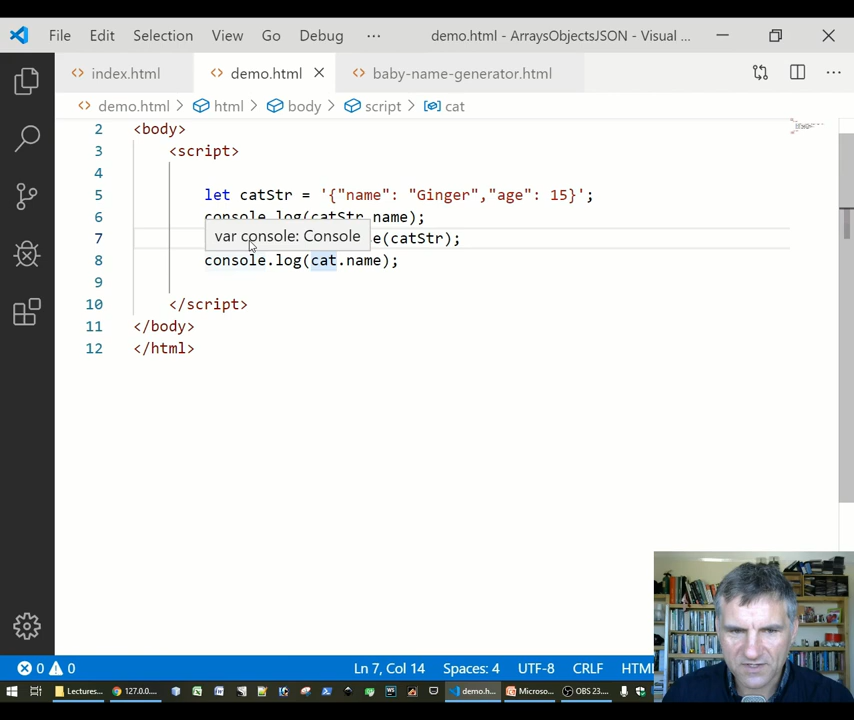 File Edit Selection View Go Debug ... demo.html - ArraysObjectsJSON - Visual ...
index.html demo.html baby-name-generator.html
demo.html > html > body > script > cat
2 <body>
3 <script>
4
5 let catStr = '{"name": "Ginger","age": 15}';
6 console.log(catStr.name);
var console: Console
7 e(catStr);
8 console.log(cat.name);
9
10 </script>
11 </body>
12 </html>
0 0 Ln 7, Col 14 Spaces: 4 UTF-8 CRLF HTML
Lectures... 127.0.0... demo.h... Microso... OBS 23....